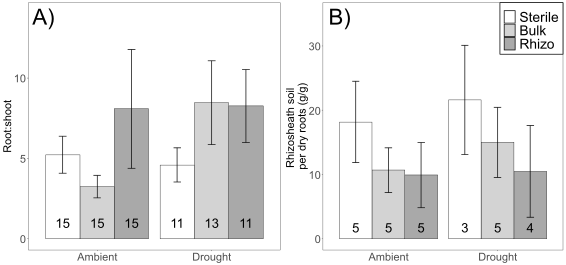 A)
Root:shoot
10
5
0
15 15 15 11 13 11
Ambient Drought
B)
Sterile
Bulk
Rhizo
Rhizosheath soil
per dry roots (g/g)
30
20
10
0
5 5 5 3 5 4
Ambient Drought